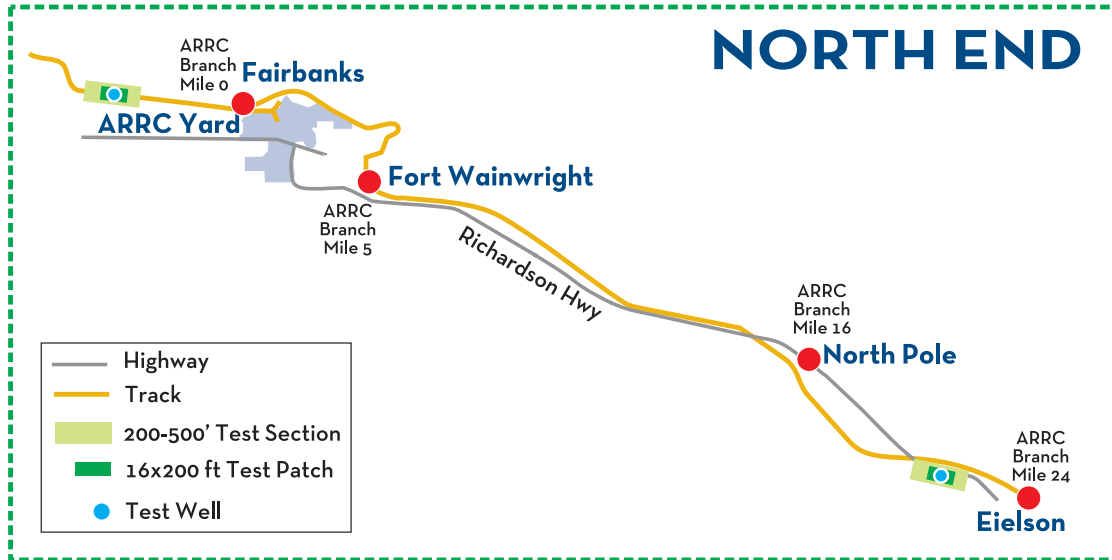 NORTH END
ARRC
Branch
Mile 0
Fairbanks
ARRC Yard
Fort Wainwright
ARRC
Branch
Mile 5
Richardson Hwy
ARRC
Branch
Mile 16
North Pole
ARRC
Branch
Mile 24
Eielson
Highway
Track
200-500' Test Section
16x200 ft Test Patch
Test Well